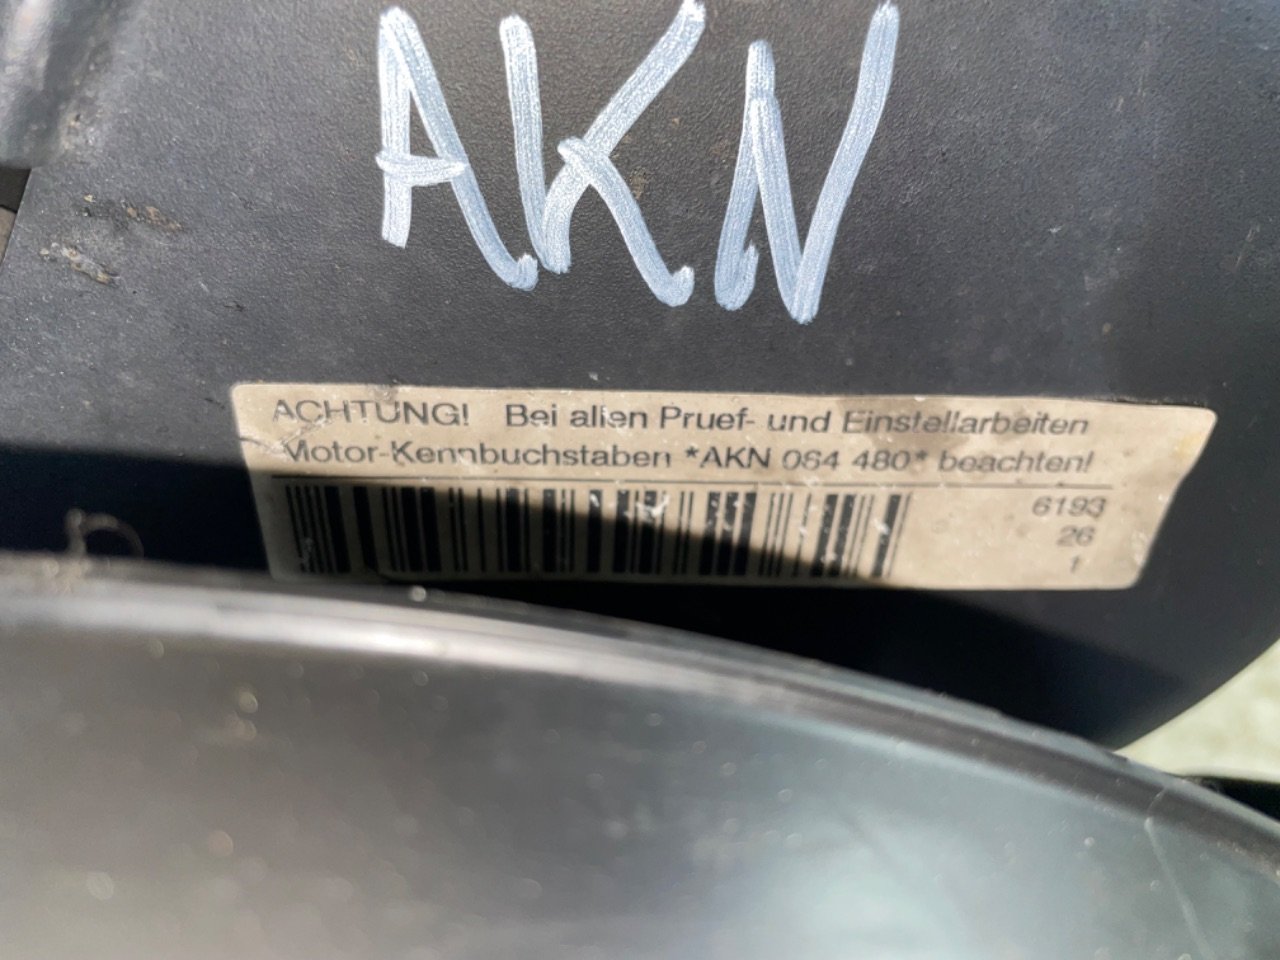 AKN
ACHTUNG! Bei allen Pruef- und Einstellarbeiten
Motor-Kennbuchstaben *AKN 064 480* beachten!
6193
26
1